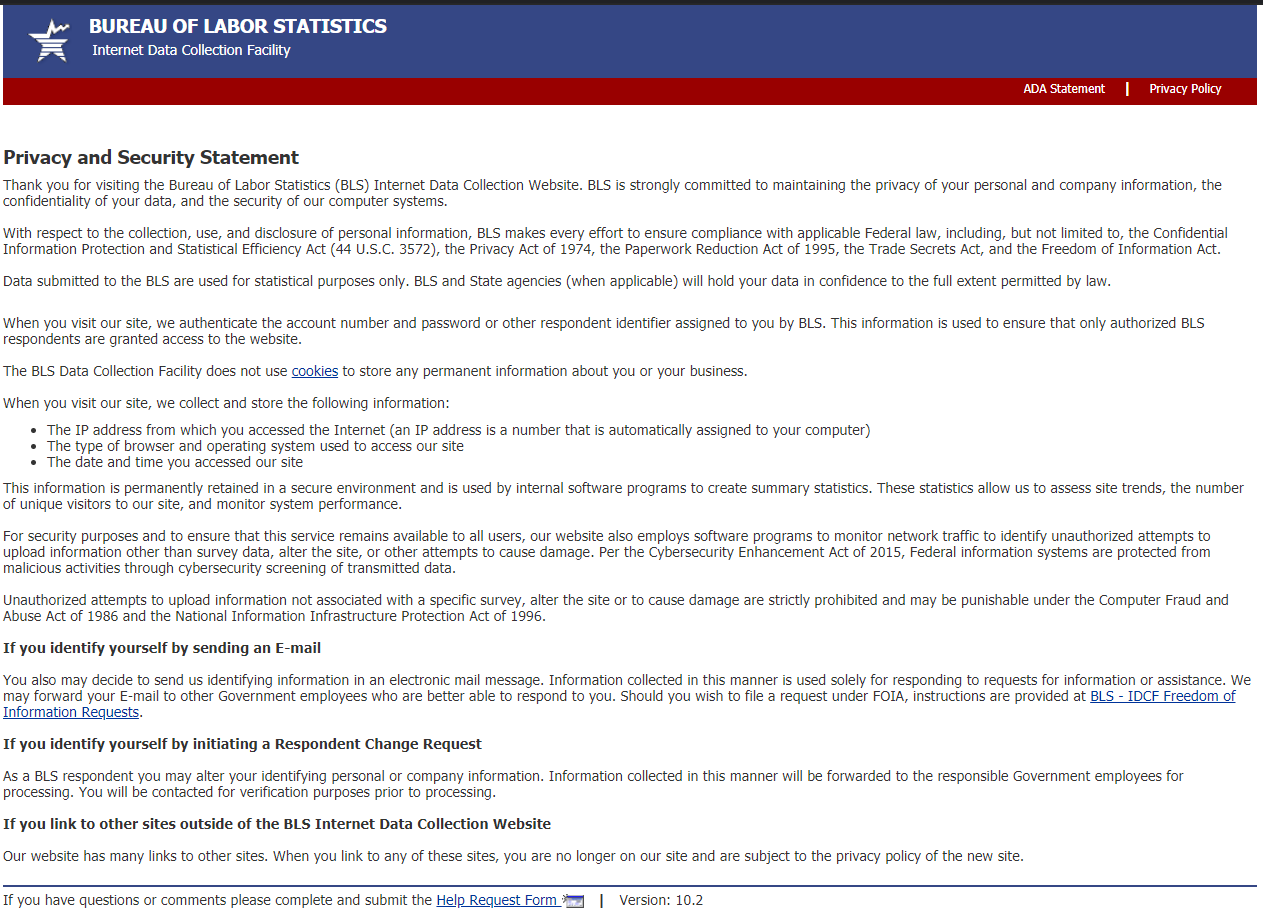 BUREAU OF LABOR STATISTICS
Internet Data Collection Facility
ADA Statement | Privacy Policy
Privacy and Security Statement
Thank you for visiting the Bureau of Labor Statistics (BLS) Internet Data Collection Website. BLS is strongly committed to maintaining the privacy of your personal and company information, the
confidentiality of your data, and the security of our computer systems.
With respect to the collection, use, and disclosure of personal information, BLS makes every effort to ensure compliance with applicable Federal law, including, but not limited to, the Confidential
Information Protection and Statistical Efficiency Act (44 U.S.C. 3572), the Privacy Act of 1974, the Paperwork Reduction Act of 1995, the Trade Secrets Act, and the Freedom of Information Act.
Data submitted to the BLS are used for statistical purposes only. BLS and State agencies (when applicable) will hold your data in confidence to the full extent permitted by law.
When you visit our site, we authenticate the account number and password or other respondent identifier assigned to you by BLS. This information is used to ensure that only authorized BLS
respondents are granted access to the website.
The BLS Data Collection Facility does not use cookies to store any permanent information about you or your business.
When you visit our site, we collect and store the following information:
• The IP address from which you accessed the Internet (an IP address is a number that is automatically assigned to your computer)
• The type of browser and operating system used to access our site
• The date and time you accessed our site
This information is permanently retained in a secure environment and is used by internal software programs to create summary statistics. These statistics allow us to assess site trends, the number
of unique visitors to our site, and monitor system performance.
For security purposes and to ensure that this service remains available to all users, our website also employs software programs to monitor network traffic to identify unauthorized attempts to
upload information other than survey data, alter the site, or other attempts to cause damage. Per the Cybersecurity Enhancement Act of 2015, Federal information systems are protected from
malicious activities through cybersecurity screening of transmitted data.
Unauthorized attempts to upload information not associated with a specific survey, alter the site or to cause damage are strictly prohibited and may be punishable under the Computer Fraud and
Abuse Act of 1986 and the National Information Infrastructure Protection Act of 1996.
If you identify yourself by sending an E-mail
You also may decide to send us identifying information in an electronic mail message. Information collected in this manner is used solely for responding to requests for information or assistance. We
may forward your E-mail to other Government employees who are better able to respond to you. Should you wish to file a request under FOIA, instructions are provided at BLS - IDCF Freedom of
Information Requests.
If you identify yourself by initiating a Respondent Change Request
As a BLS respondent you may alter your identifying personal or company information. Information collected in this manner will be forwarded to the responsible Government employees for
processing. You will be contacted for verification purposes prior to processing.
If you link to other sites outside of the BLS Internet Data Collection Website
Our website has many links to other sites. When you link to any of these sites, you are no longer on our site and are subject to the privacy policy of the new site.
If you have questions or comments please complete and submit the Help Request Form | Version: 10.2